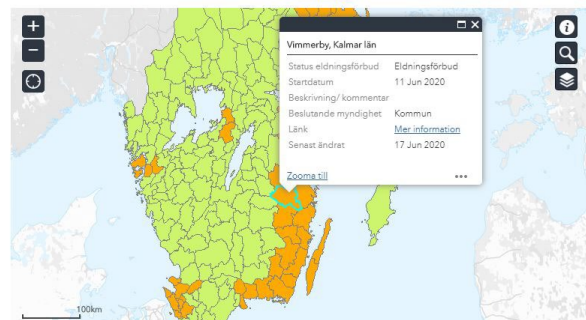 Vimmerby, Kalmar län
Status eldningsförbud Eldningsförbud
Startdatum 11 Jun 2020
Beskrivning/ kommentar
Beslutande myndighet Kommun
Länk Mer information
Senast ändrat 17 Jun 2020
Zooma till
100km